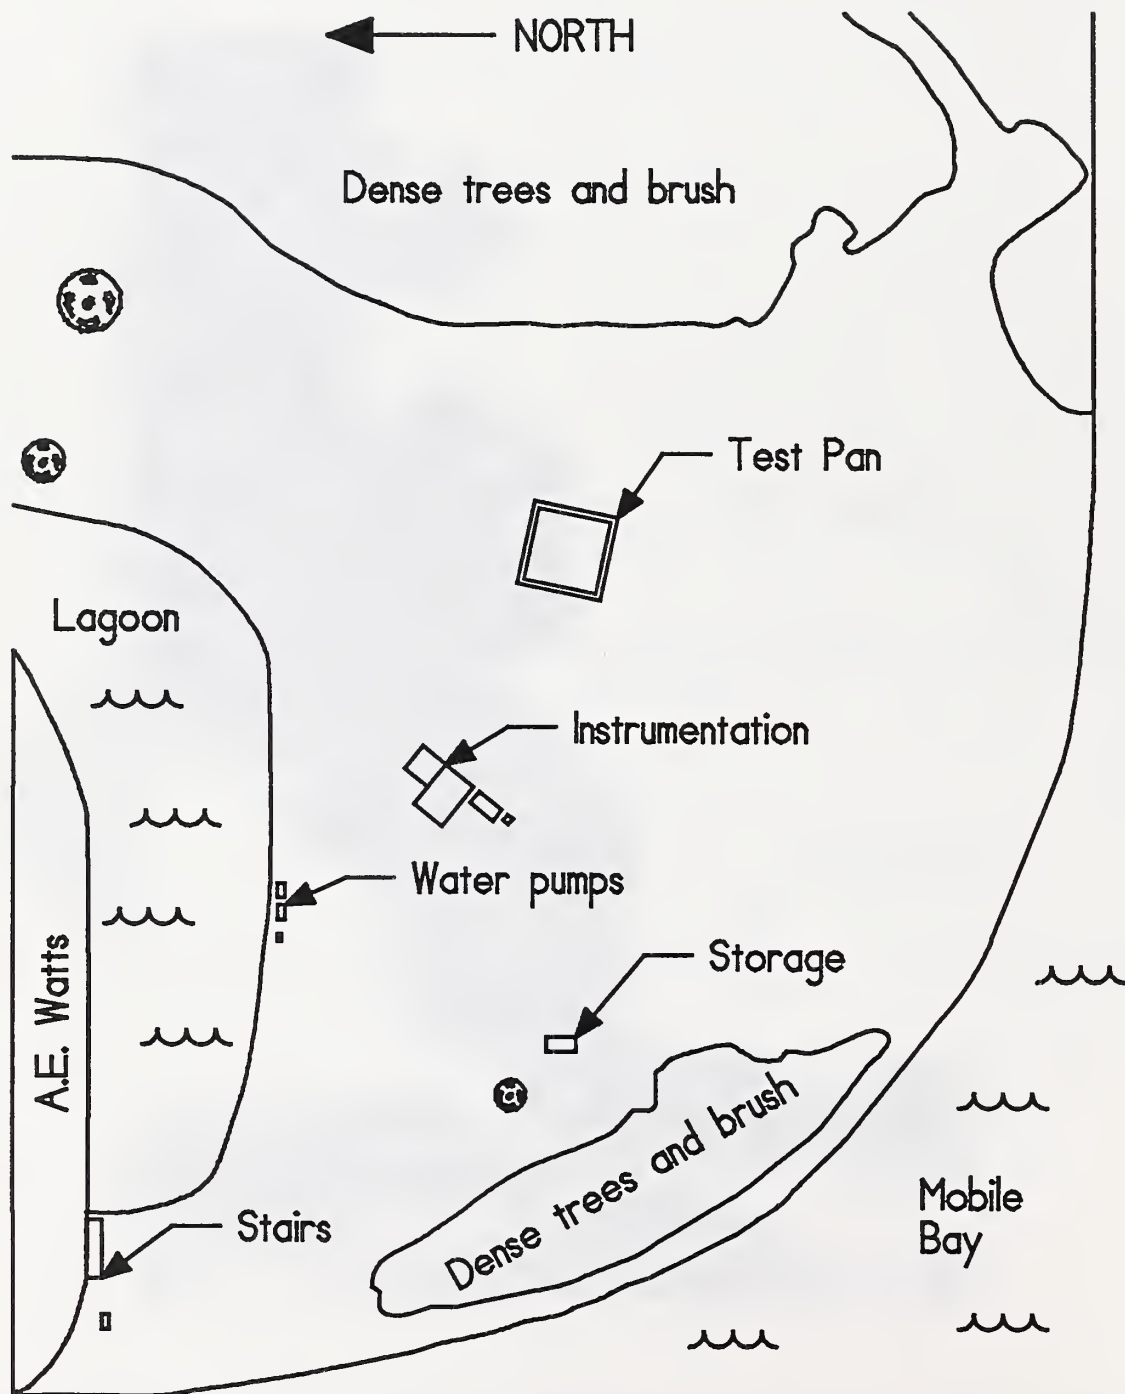 NORTH
Dense trees and brush
Test Pan
Lagoon
Instrumentation
Water pumps
A.E. Watts
Storage
Dense trees and brush
Mobile
Bay
Stairs